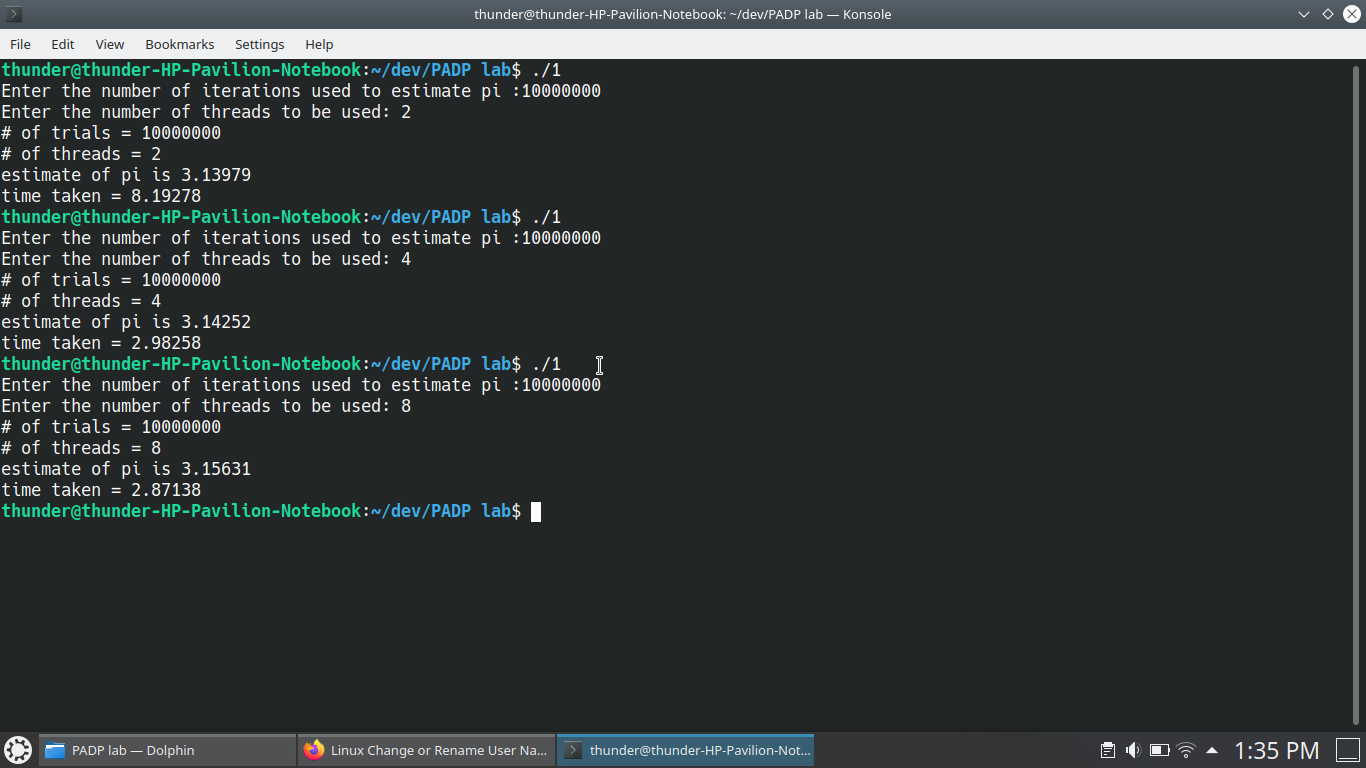 thunder@thunder-HP-Pavilion-Notebook: ~/dev/PADP lab — Konsole
File Edit View Bookmarks Settings Help
thunder@thunder-HP-Pavilion-Notebook:~/dev/PADP lab$ ./1
Enter the number of iterations used to estimate pi :10000000
Enter the number of threads to be used: 2
# of trials = 10000000
# of threads = 2
estimate of pi is 3.13979
time taken = 8.19278
thunder@thunder-HP-Pavilion-Notebook:~/dev/PADP lab$ ./1
Enter the number of iterations used to estimate pi :10000000
Enter the number of threads to be used: 4
# of trials = 10000000
# of threads = 4
estimate of pi is 3.14252
time taken = 2.98258
thunder@thunder-HP-Pavilion-Notebook:~/dev/PADP lab$ ./1
Enter the number of iterations used to estimate pi :10000000
Enter the number of threads to be used: 8
# of trials = 10000000
# of threads = 8
estimate of pi is 3.15631
time taken = 2.87138
thunder@thunder-HP-Pavilion-Notebook:~/dev/PADP lab$
PADP lab — Dolphin
Linux Change or Rename User Na...
thunder@thunder-HP-Pavilion-Not...
1:35 PM